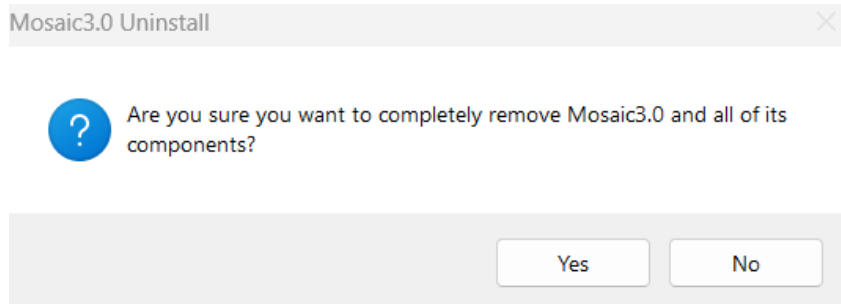 Mosaic3.0 Uninstall
Are you sure you want to completely remove Mosaic3.0 and all of its
components?
Yes No